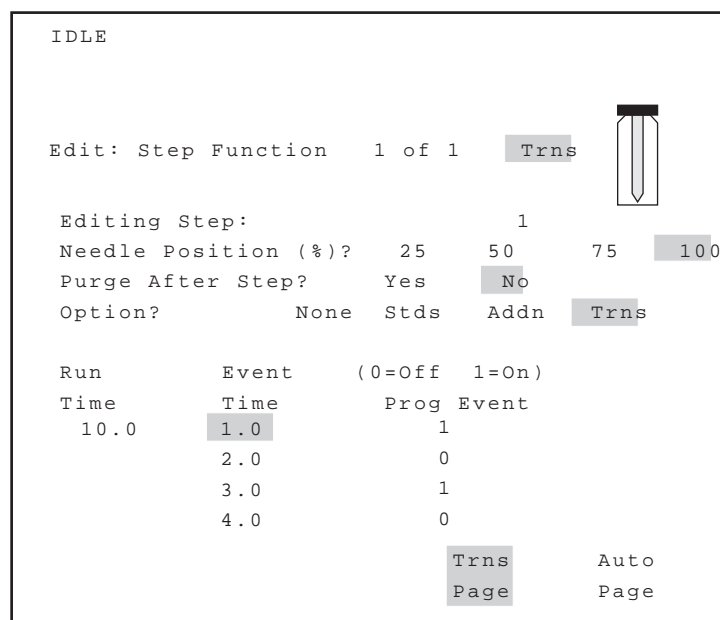 IDLE
Edit: Step Function 1 of 1 Trns
Editing Step: 1
Needle Position (%)? 25 50 75 100
Purge After Step? Yes No
Option? None Stds Addn Trns
Run Event (0=Off 1=On)
Time Time Prog Event
10.0 1.0 1
2.0 0
3.0 1
4.0 0
Trns Auto
Page Page